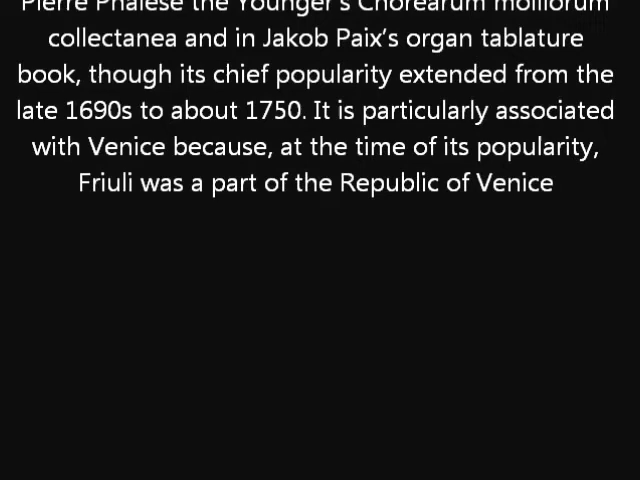 Pierre Phalèse the Younger's Chorearum molliorum
collectanea and in Jakob Paix's organ tablature
book, though its chief popularity extended from the
late 1690s to about 1750. It is particularly associated
with Venice because, at the time of its popularity,
Friuli was a part of the Republic of Venice